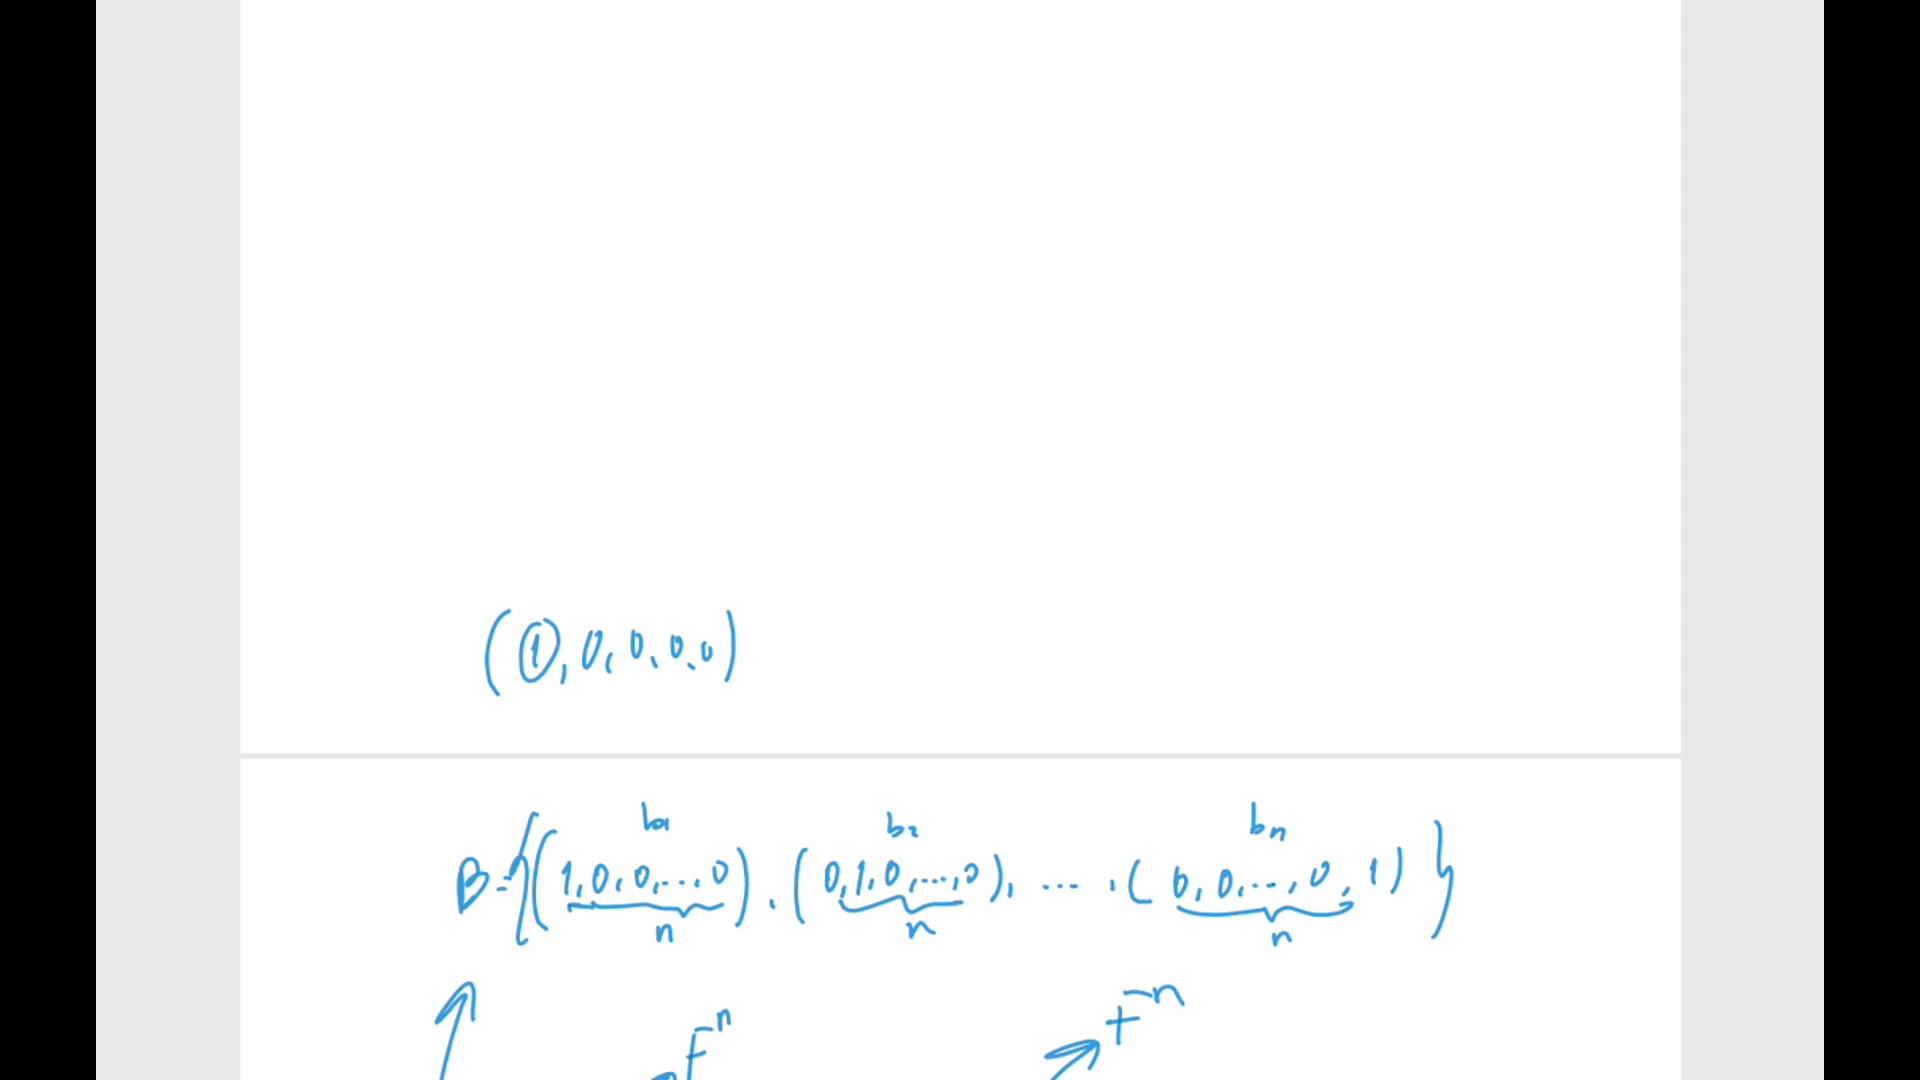 (1, 0, 0, 0, 0)
b₁ b₂ bₙ
B = {(1, 0, 0, ..., 0), (0, 1, 0, ..., 0), ..., (0, 0, ..., 0, 1)}
n n n
Fⁿ Fⁿ